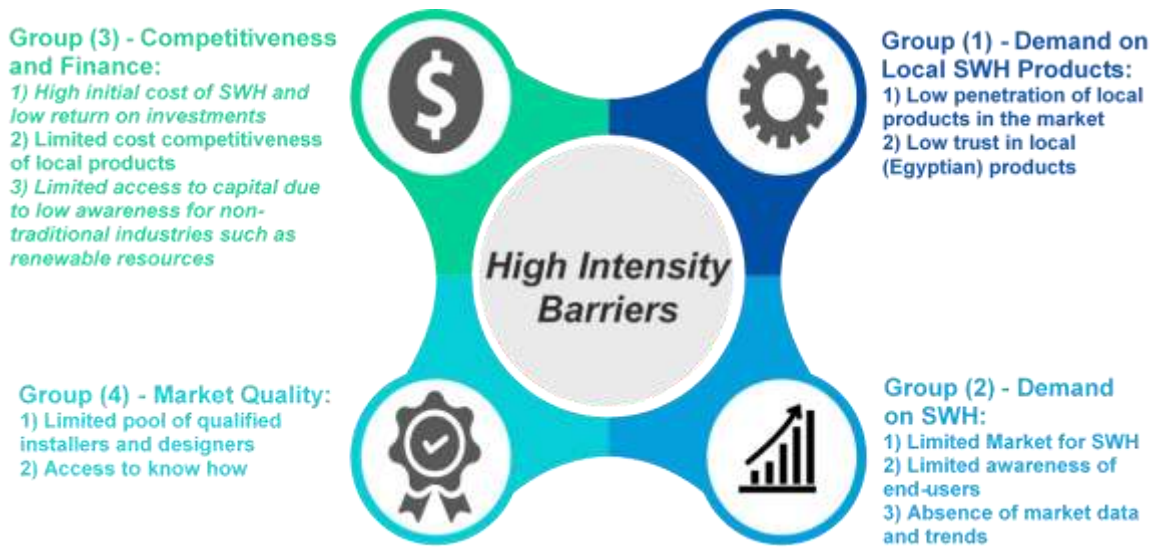 Group (3) - Competitiveness
and Finance:
1) High initial cost of SWH and
low return on investments
2) Limited cost competitiveness
of local products
3) Limited access to capital due
to low awareness for non-
traditional industries such as
renewable resources
$
Group (1) - Demand on
Local SWH Products:
1) Low penetration of local
products in the market
2) Low trust in local
(Egyptian) products
High Intensity
Barriers
Group (4) - Market Quality:
1) Limited pool of qualified
installers and designers
2) Access to know how
Group (2) - Demand
on SWH:
1) Limited Market for SWH
2) Limited awareness of
end-users
3) Absence of market data
and trends